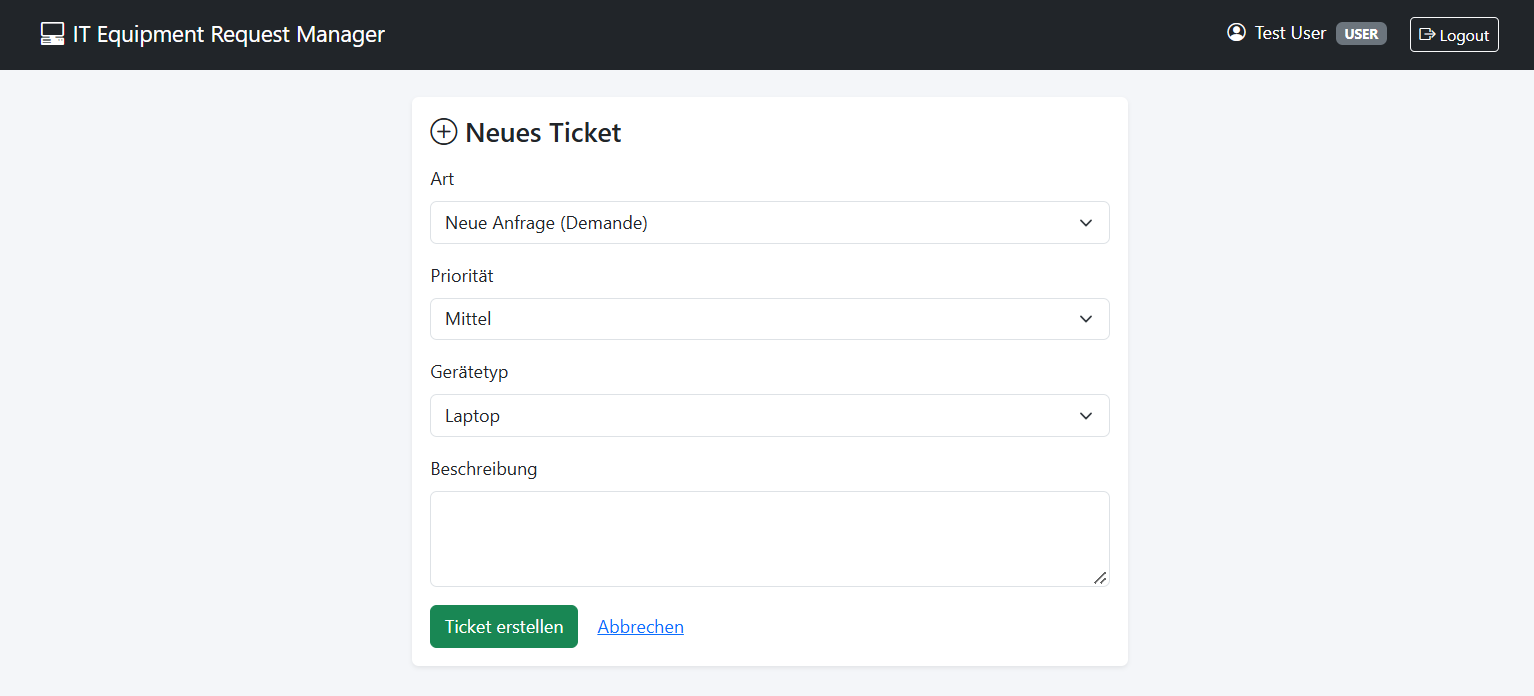 IT Equipment Request Manager
Test User USER Logout
Neues Ticket
Art
Neue Anfrage (Demande)
Priorität
Mittel
Gerätetyp
Laptop
Beschreibung
Ticket erstellen Abbrechen